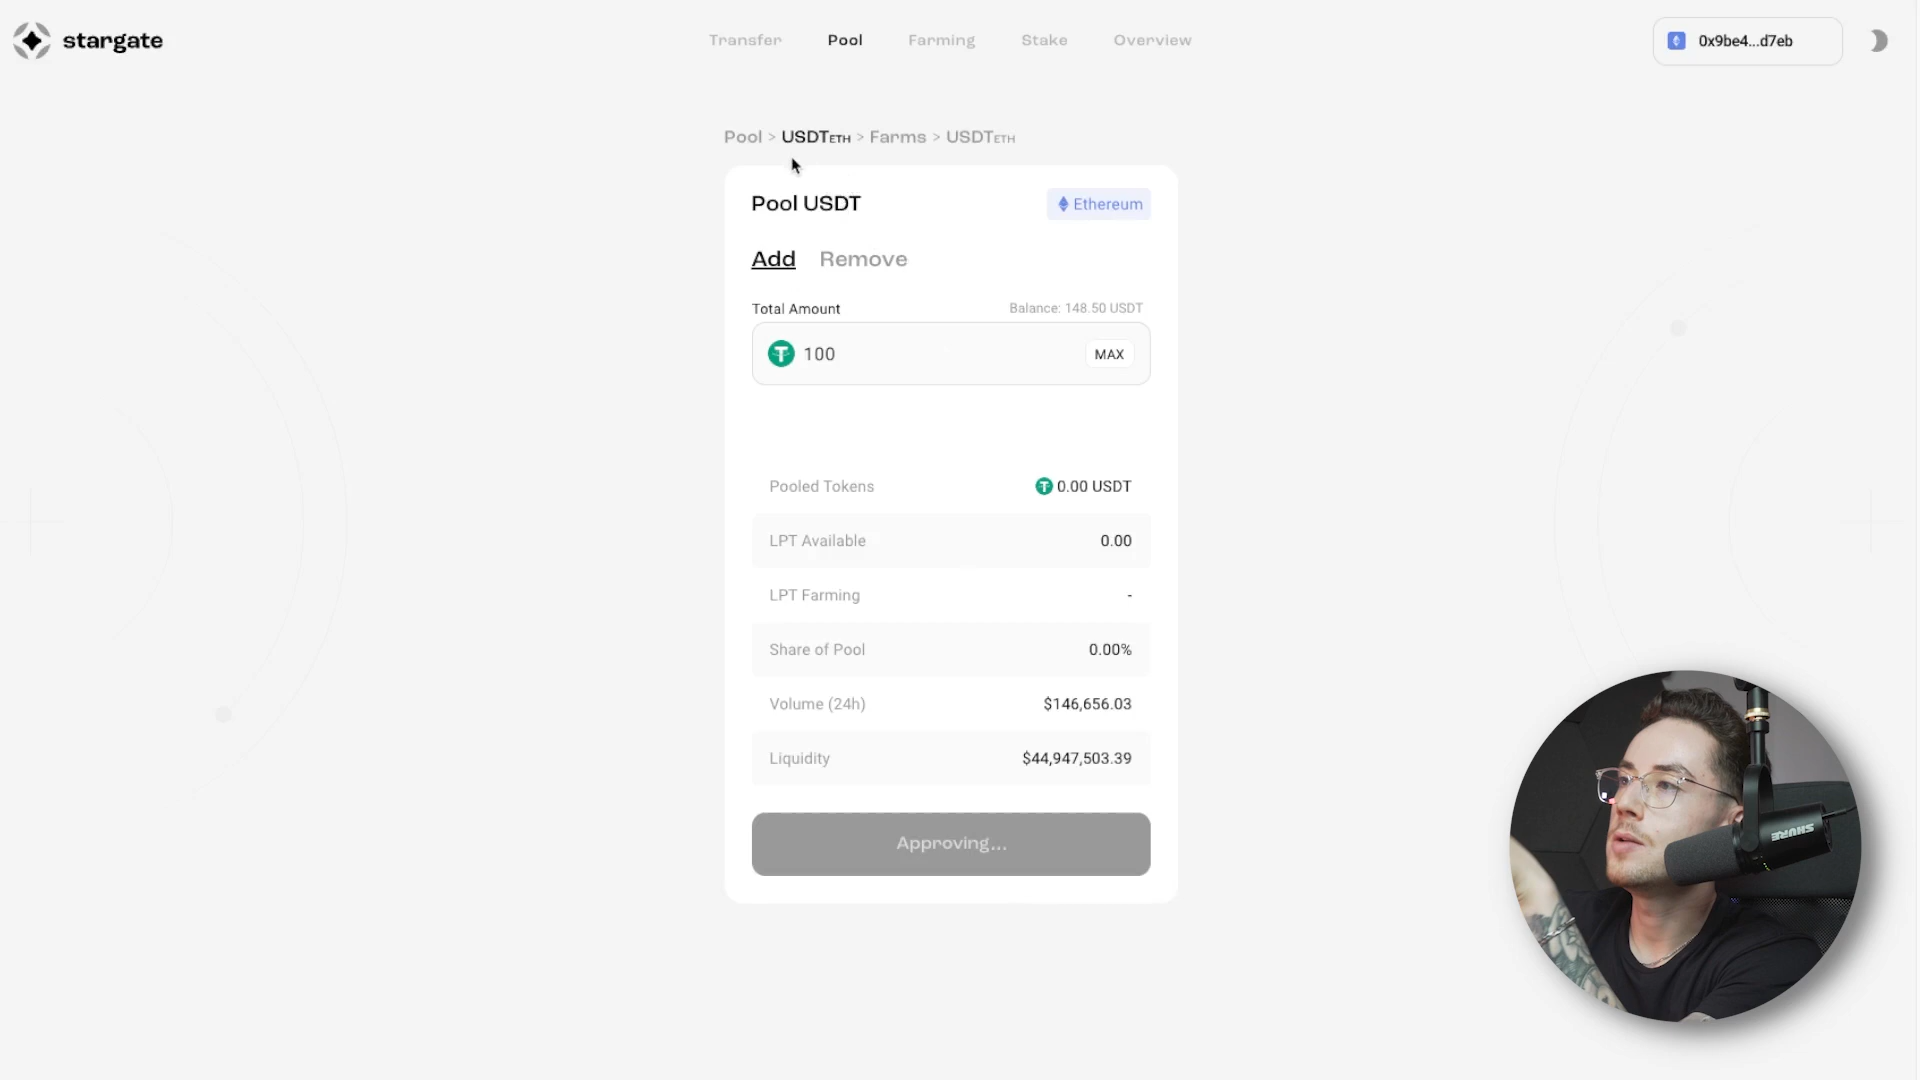 stargate
Transfer Pool Farming Stake Overview
0x9be4...d7eb
Pool > USDTETH > Farms > USDTETH
Pool USDT
Ethereum
Add Remove
Total Amount Balance: 148.50 USDT
100 MAX
Pooled Tokens 0.00 USDT
LPT Available 0.00
LPT Farming -
Share of Pool 0.00%
Volume (24h) $146,656.03
Liquidity $44,947,503.39
Approving...
SHURE